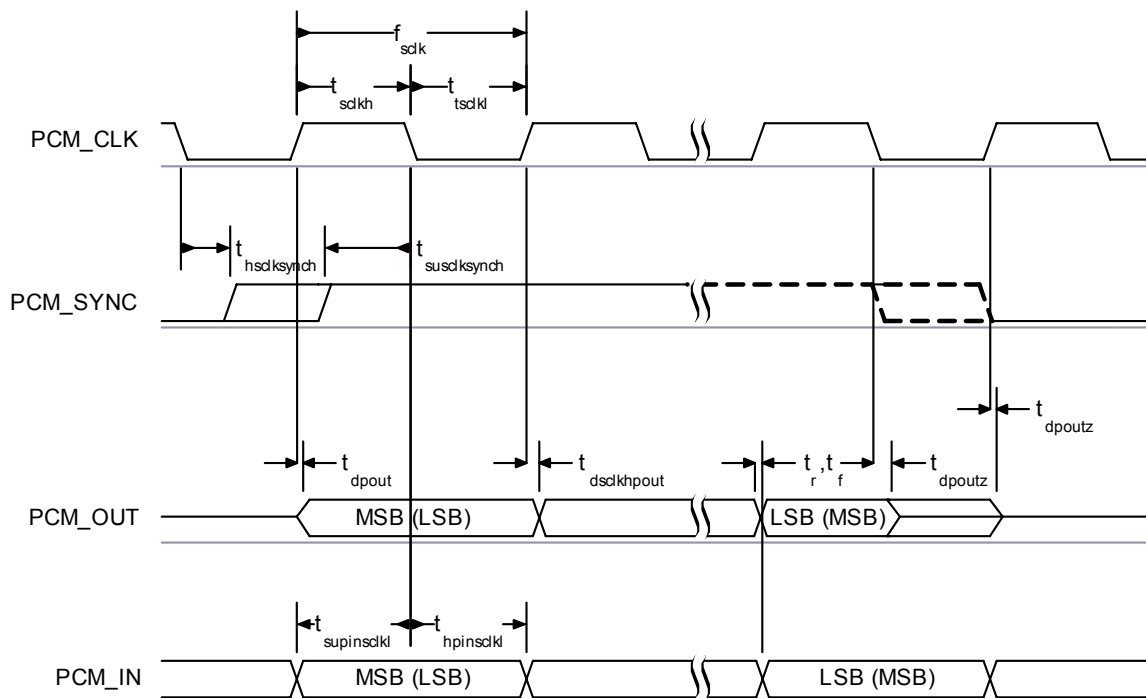 f sclk
t sclkh
tsclkl
PCM_CLK
t hsclksynch
t susclksynch
PCM_SYNC
t dpoutz
t dpout
t dsclkhpout
t r ,t f
t dpoutz
PCM_OUT
MSB (LSB)
LSB (MSB)
t supinsclkl
t hpinsclkl
PCM_IN
MSB (LSB)
LSB (MSB)